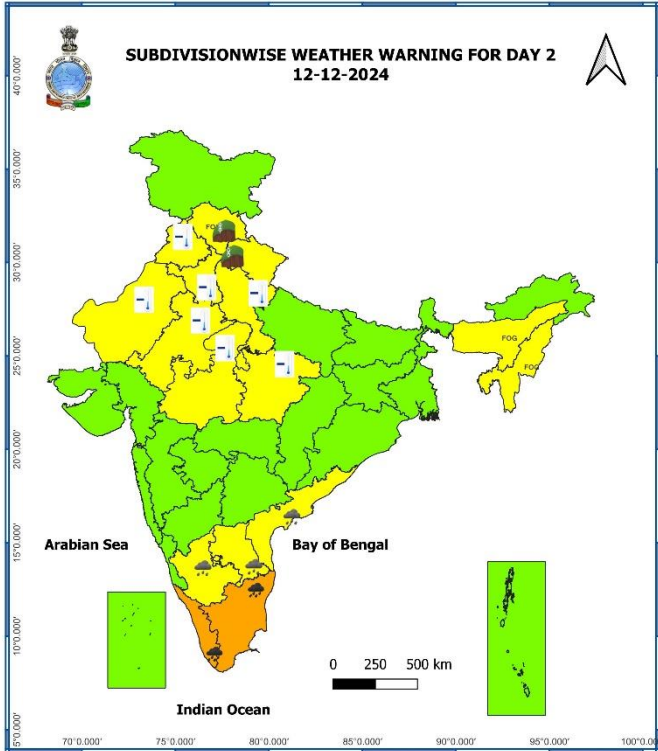 SUBDIVISIONWISE WEATHER WARNING FOR DAY 2
12-12-2024
40°0.000'
35°0.000'
30°0.000'
25°0.000'
20°0.000'
15°0.000'
10°0.000'
5°0.000'
FOG
FOG
Arabian Sea
Bay of Bengal
0 250 500 km
Indian Ocean
70°0.000' 75°0.000' 80°0.000' 85°0.000' 90°0.000' 95°0.000'